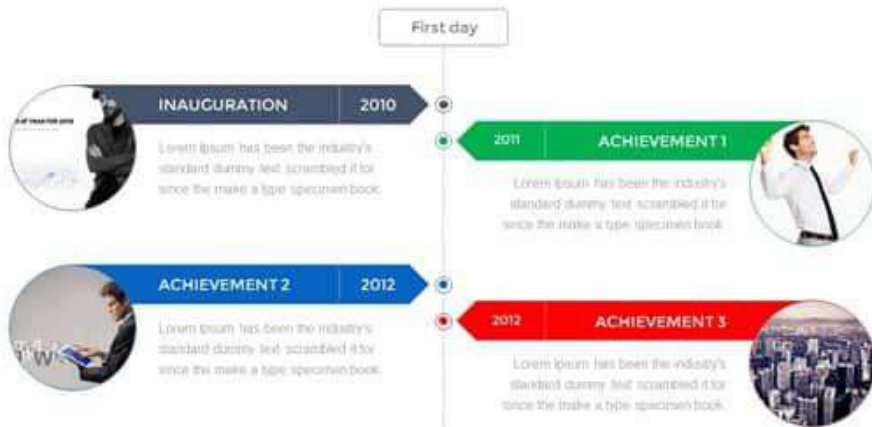 First day
INAUGURATION 2010
Lorem Ipsum has been the industry's
standard dummy text scrambled it for
since the make a type specimen book.
2011 ACHIEVEMENT 1
Lorem Ipsum has been the industry's
standard dummy text scrambled it for
since the make a type specimen book.
ACHIEVEMENT 2 2012
Lorem Ipsum has been the industry's
standard dummy text scrambled it for
since the make a type specimen book.
2012 ACHIEVEMENT 3
Lorem Ipsum has been the industry's
standard dummy text scrambled it for
since the make a type specimen book.